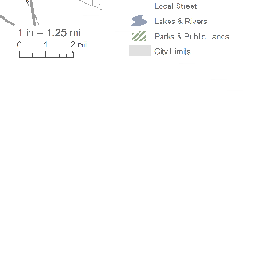 Local Street
Lakes & Rivers
1 in = 1.25 mi
Parks & Public Lands
0 1 2 mi
City Limits